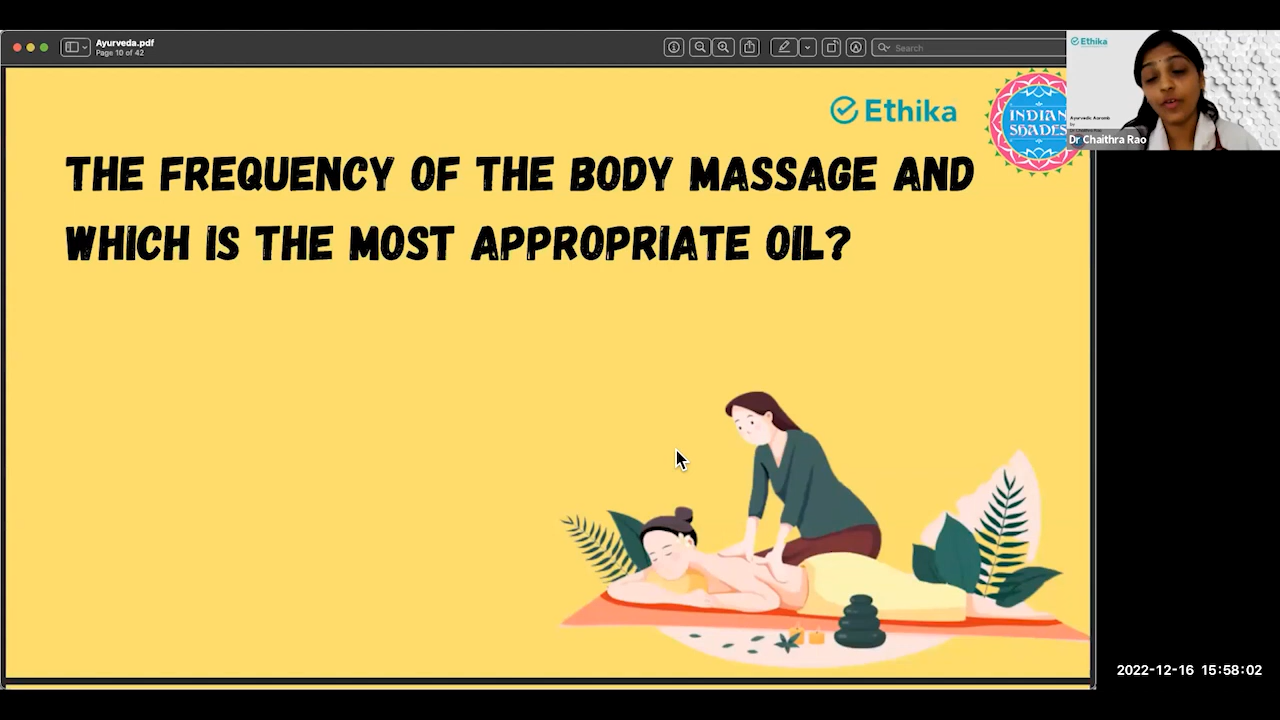 Ayurveda.pdf
Page 10 of 42
Search
Ethika
INDIAN
SHADES
THE FREQUENCY OF THE BODY MASSAGE AND
WHICH IS THE MOST APPROPRIATE OIL?
Ethika
Dr Chaithra Rao
2022-12-16 15:58:02